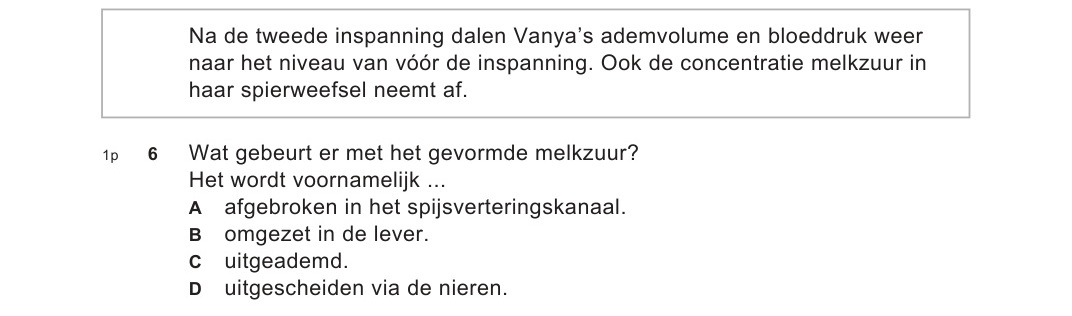 Na de tweede inspanning dalen Vanya's ademvolume en bloeddruk weer
naar het niveau van vóór de inspanning. Ook de concentratie melkzuur in
haar spierweefsel neemt af.
1p 6 Wat gebeurt er met het gevormde melkzuur?
Het wordt voornamelijk ...
A afgebroken in het spijsverteringskanaal.
B omgezet in de lever.
C uitgeademd.
D uitgescheiden via de nieren.